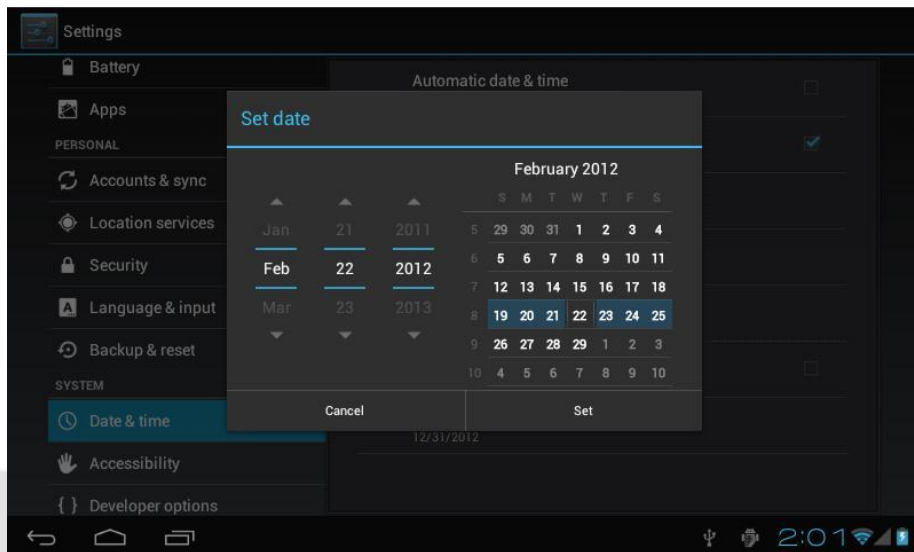 Settings
Battery
Apps
PERSONAL
Accounts & sync
Location services
Security
Language & input
Backup & reset
SYSTEM
Date & time
Accessibility
{ } Developer options
Automatic date & time
Set date
Jan 21 2011
Feb 22 2012
Mar 23 2013
February 2012
S M T W T F S
5 29 30 31 1 2 3 4
6 5 6 7 8 9 10 11
7 12 13 14 15 16 17 18
8 19 20 21 22 23 24 25
9 26 27 28 29 1 2 3
10 4 5 6 7 8 9 10
Cancel Set
12/31/2012
2:01